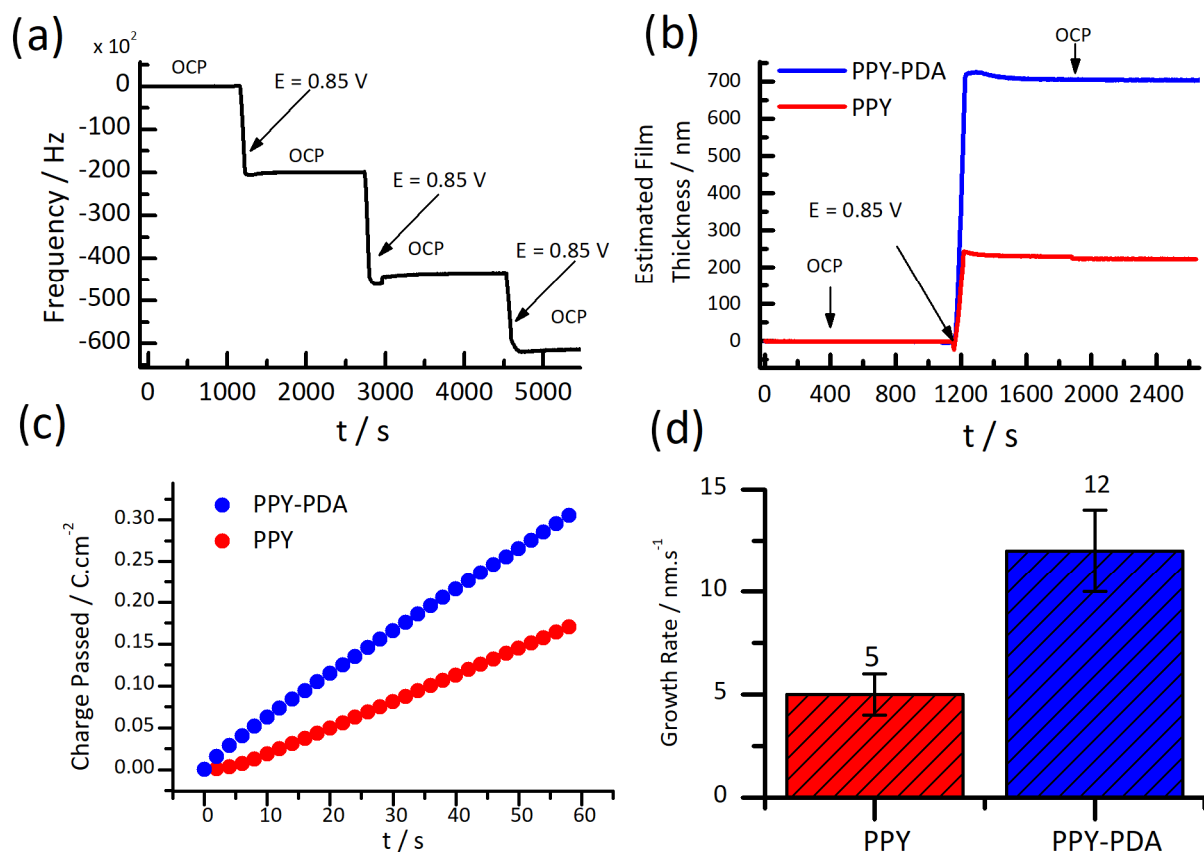 (a)
x 10²
0
-100
-200
-300
-400
-500
-600
Frequency / Hz
OCP
E = 0.85 V
OCP
E = 0.85 V
OCP
E = 0.85 V
OCP
0 1000 2000 3000 4000 5000
t / s
(b)
PPY-PDA
PPY
OCP
700
600
500
400
300
200
100
0
Estimated Film
Thickness / nm
E = 0.85 V
OCP
0 400 800 1200 1600 2000 2400
t / s
(c)
PPY-PDA
PPY
0.30
0.25
0.20
0.15
0.10
0.05
0.00
Charge Passed / C.cm⁻²
0 10 20 30 40 50 60
t / s
(d)
15
10
5
0
Growth Rate / nm.s⁻¹
5
12
PPY PPY-PDA